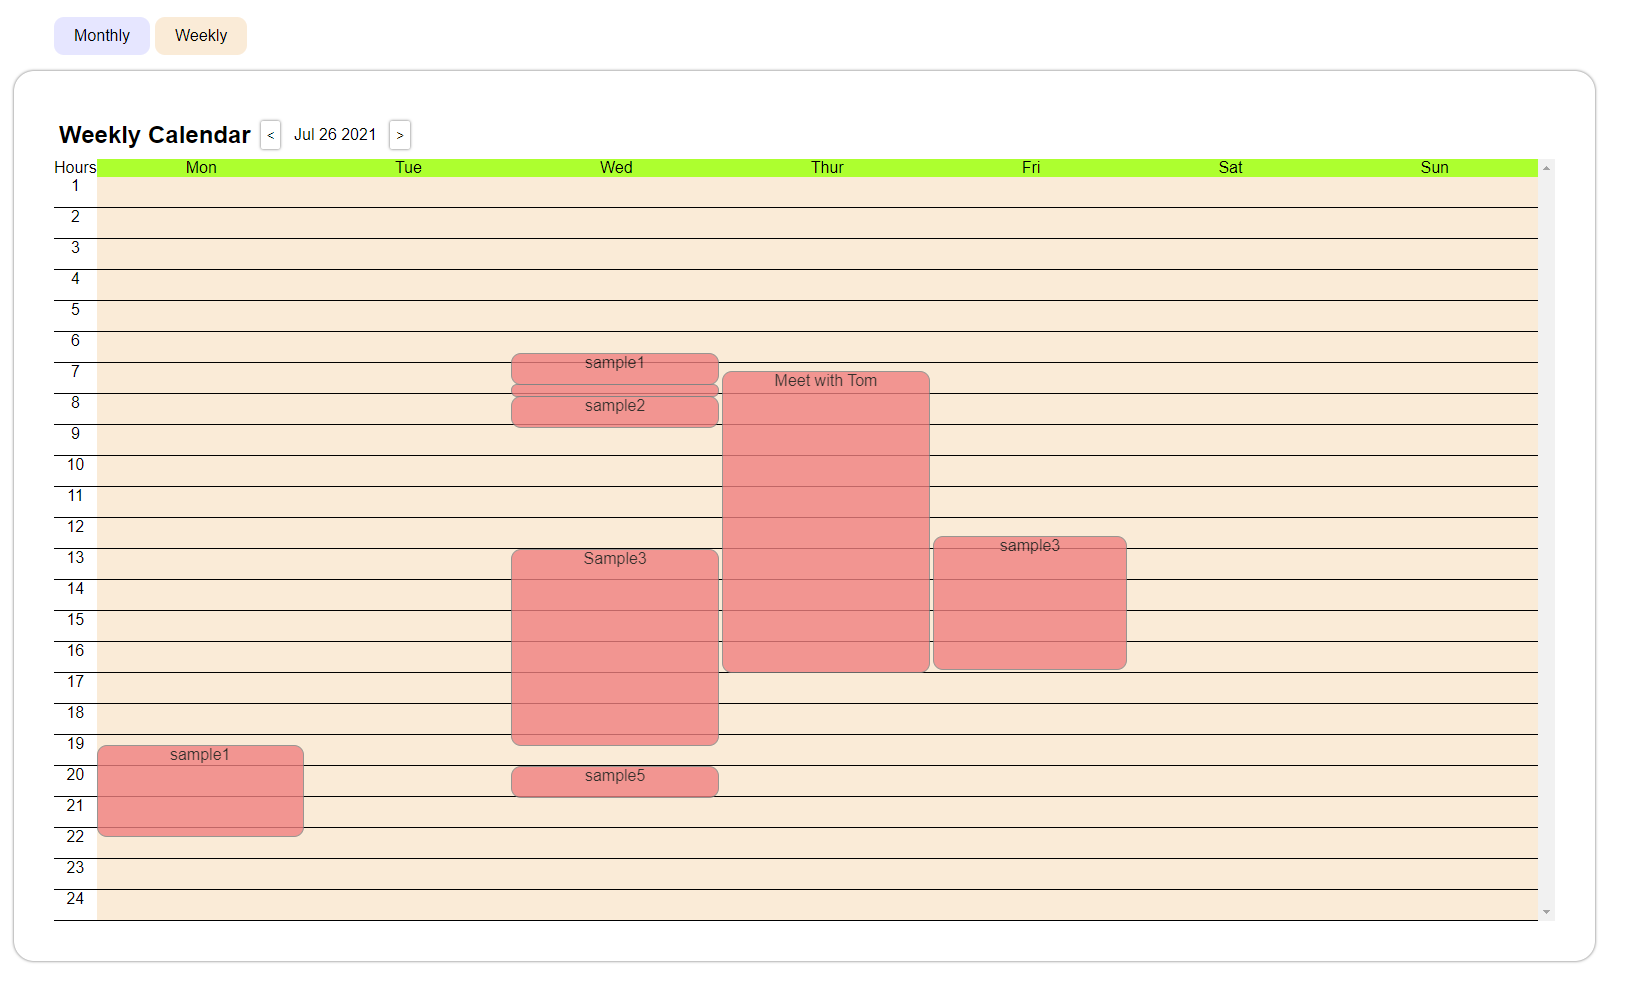 Monthly Weekly
Weekly Calendar < Jul 26 2021 >
Hours Mon Tue Wed Thur Fri Sat Sun
1
2
3
4
5
6
sample1
7
Meet with Tom
8
sample2
9
10
11
12
sample3
13
Sample3
14
15
16
17
18
19
sample1
20
sample5
21
22
23
24